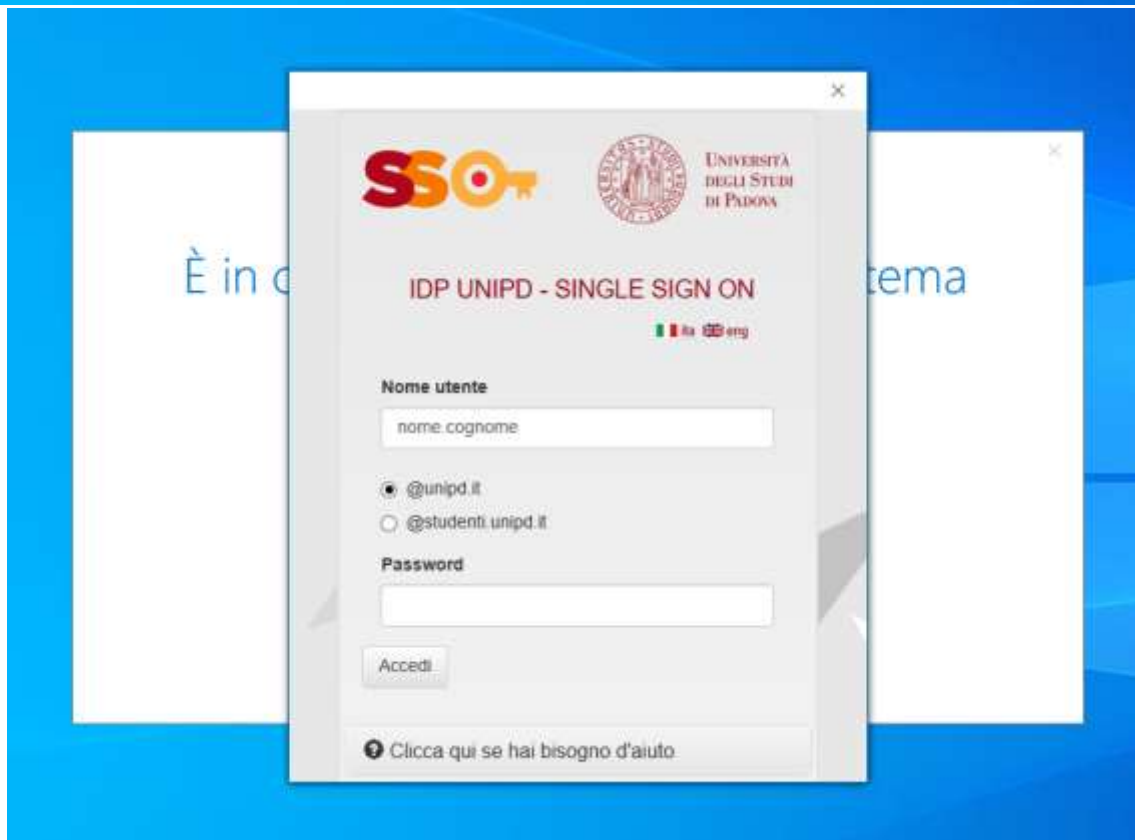 SSO
UNIVERSITÀ
DEGLI STUDI
DI PADOVA
È in
tema
IDP UNIPD - SINGLE SIGN ON
ita eng
Nome utente
nome.cognome
@unipd.it
@studenti.unipd.it
Password
Accedi
Clicca qui se hai bisogno d'aiuto